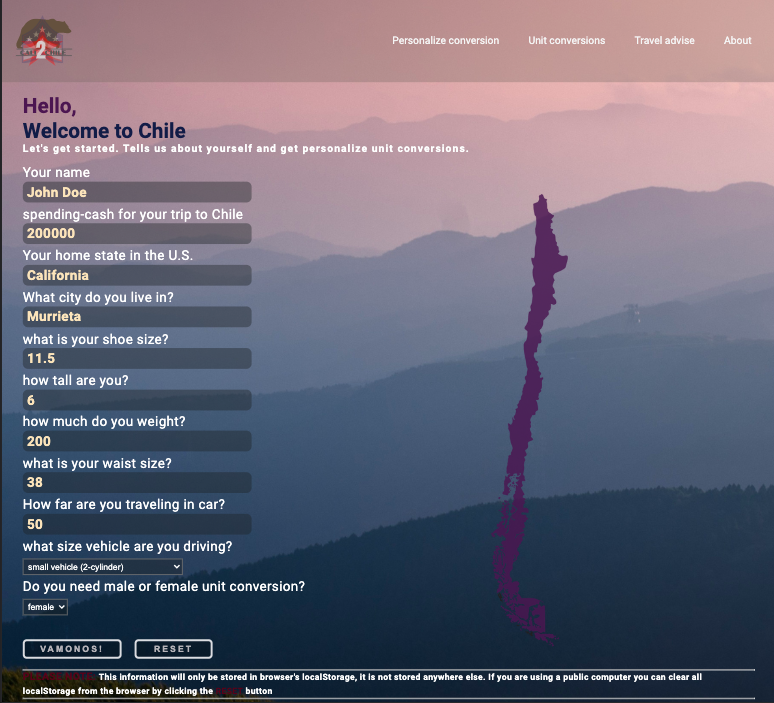 2
Personalize conversion
Unit conversions
Travel advise
About
Hello,
Welcome to Chile
Let's get started. Tells us about yourself and get personalize unit conversions.
Your name
John Doe
spending-cash for your trip to Chile
200000
Your home state in the U.S.
California
What city do you live in?
Murrieta
what is your shoe size?
11.5
how tall are you?
6
how much do you weight?
200
what is your waist size?
38
How far are you traveling in car?
50
what size vehicle are you driving?
small vehicle (2-cylinder)
Do you need male or female unit conversion?
female
VAMONOS!
RESET
This information will only be stored in browser's localStorage, it is not stored anywhere else. If you are using a public computer you can clear all
localStorage from the browser by clicking the
button